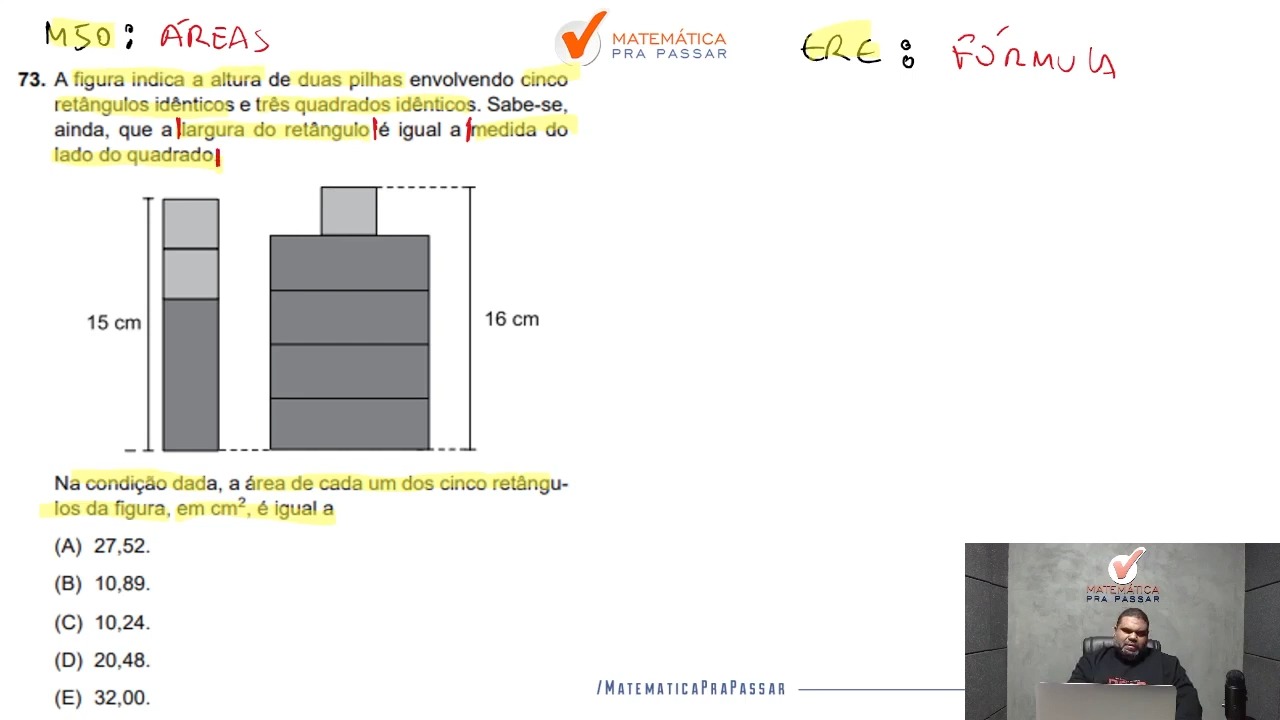 M50: ÁREAS
MATEMÁTICA
PRA PASSAR
ERE: FÓRMULA
73. A figura indica a altura de duas pilhas envolvendo cinco
retângulos idênticos e três quadrados idênticos. Sabe-se,
ainda, que a largura do retângulo é igual a medida do
lado do quadrado.
15 cm
16 cm
Na condição dada, a área de cada um dos cinco retângu-
los da figura, em cm², é igual a
(A) 27,52.
(B) 10,89.
(C) 10,24.
(D) 20,48.
(E) 32,00.
/MATEMATICAPRAPASSAR
MATEMÁTICA
PRA PASSAR